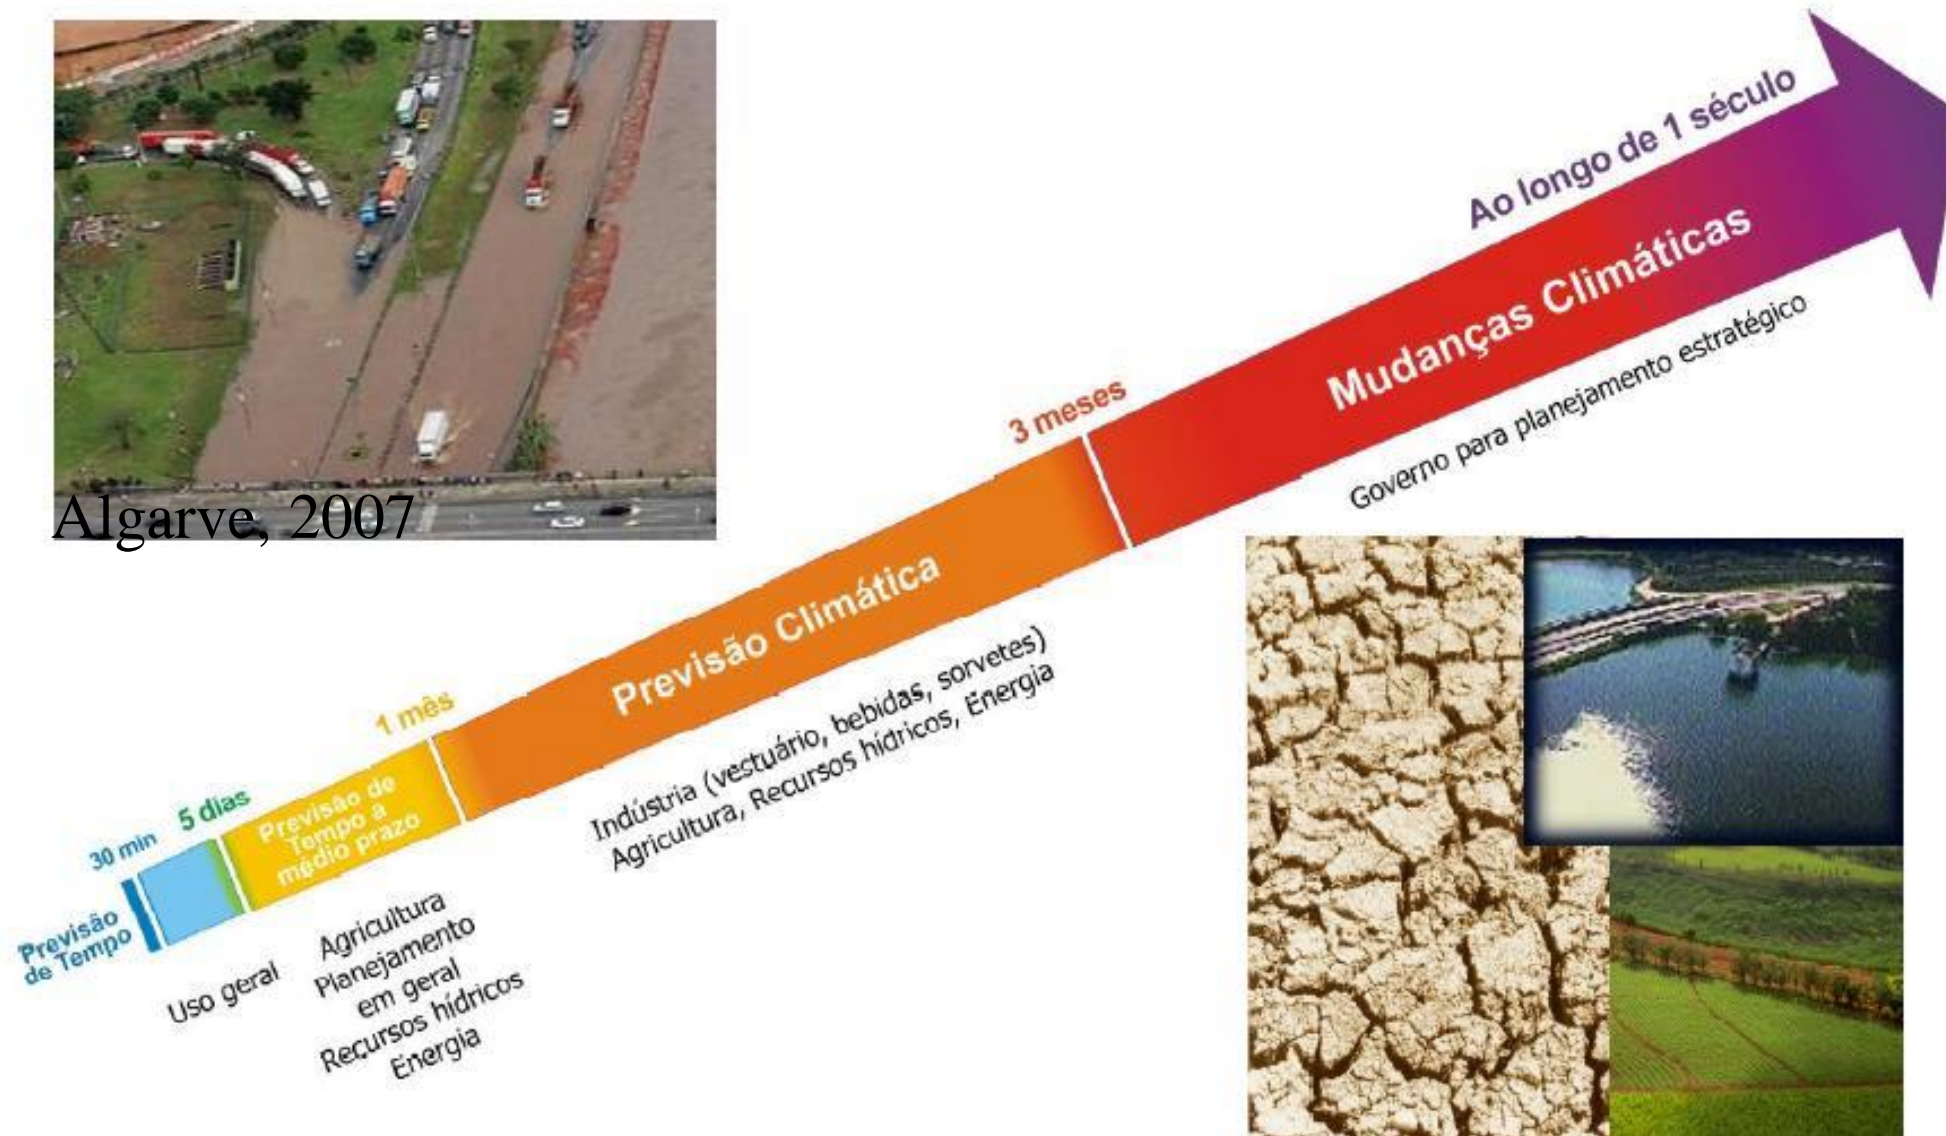 Algarve, 2007
Previsão
de Tempo
30 min
5 dias
Uso geral
Previsão de
Tempo a
médio prazo
1 mês
Agricultura
Planejamento
em geral
Recursos hídricos
Energia
Previsão Climática
3 meses
Indústria (vestuário, bebidas, sorvetes)
Agricultura, Recursos hídricos, Energia
Mudanças Climáticas
Ao longo de 1 século
Governo para planejamento estratégico